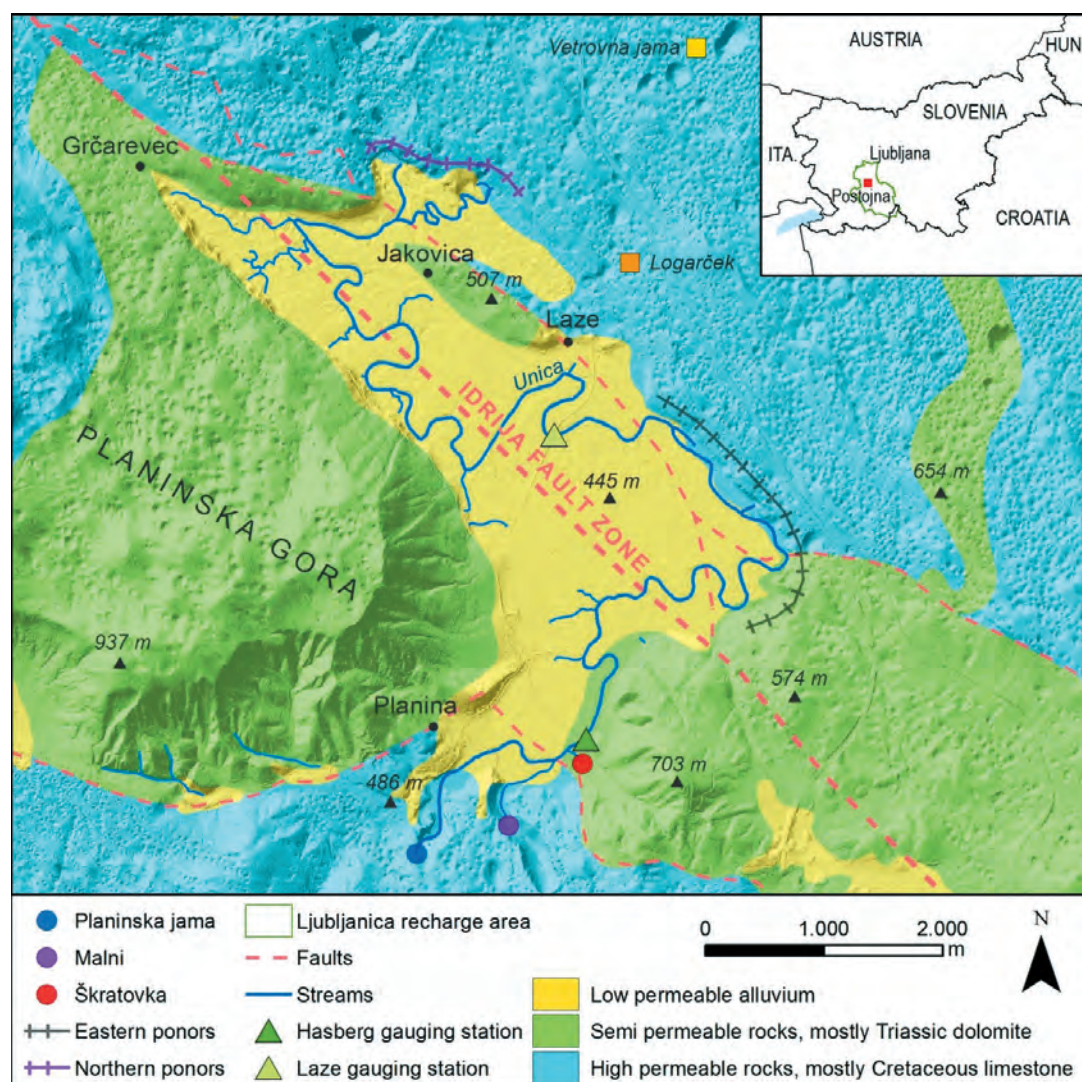 Vetrovna jama
AUSTRIA
HUN
SLOVENIA
ITA.
Ljubljana
Postojna
CROATIA
Grčarevec
Jakovica
507 m
Logarček
Laze
Unica
IDRIJA FAULT ZONE
445 m
654 m
PLANINSKA GORA
937 m
574 m
Planina
703 m
486 m
Planinska jama
Malni
Škratovka
Eastern ponors
Northern ponors
Ljubljanica recharge area
Faults
Streams
Hasberg gauging station
Laze gauging station
0 1.000 2.000
m
N
Low permeable alluvium
Semi permeable rocks, mostly Triassic dolomite
High permeable rocks, mostly Cretaceous limestone